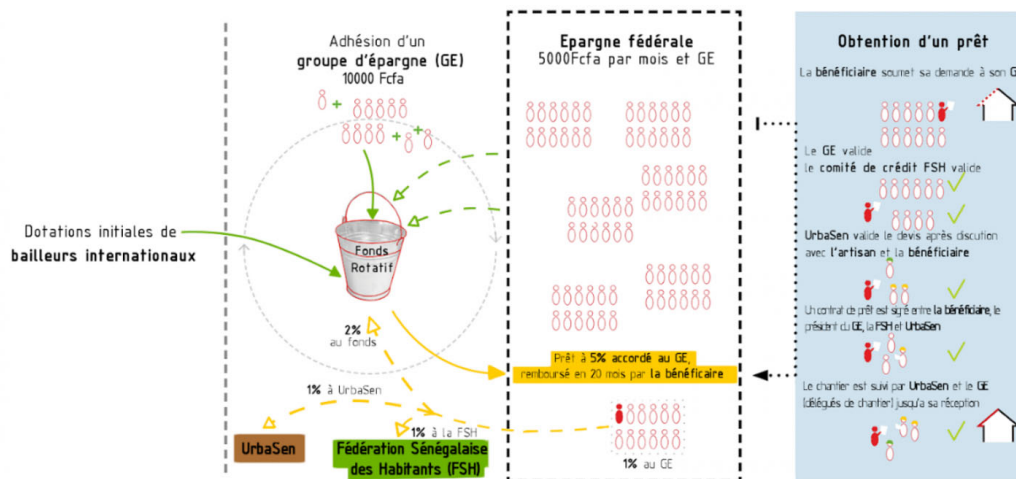 Adhésion d'un
groupe d'épargne (GE)
10000 Fcfa
Dotations initiales de
bailleurs internationaux
Fonds
Rotatif
2%
au fonds
1% à UrbaSen
1% à la FSH
UrbaSen
Fédération Sénégalaise
des Habitants (FSH)
Epargne fédérale
5000Fcfa par mois et GE
Prêt à 5% accordé au GE,
remboursé en 20 mois par la bénéficaire
1% au GE
Obtention d'un prêt
La bénéficiaire soumet sa demande à son G
Le GE valide
le comité de crédit FSH valide
UrbaSen valide le devis après discution
avec l'artisan et la bénéficiaire
Un contrat de prêt est signé entre la bénéficiaire, le
président du GE, la FSH et UrbaSen
Le chantier est suivi par UrbaSen et le GE
(délégués de chantier) jusqu'a sa réception